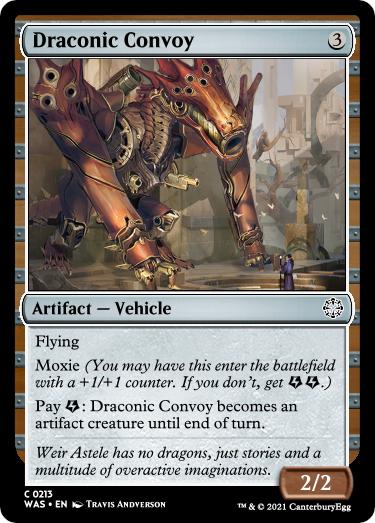 Draconic Convoy 3
Artifact — Vehicle
Flying
Moxie (You may have this enter the battlefield
with a +1/+1 counter. If you don't, get .)
Pay : Draconic Convoy becomes an
artifact creature until end of turn.
Weir Astele has no dragons, just stories and a
multitude of overactive imaginations.
2/2
C 0213
WAS • EN Travis Andverson
™ & © 2021 CanterburyEgg